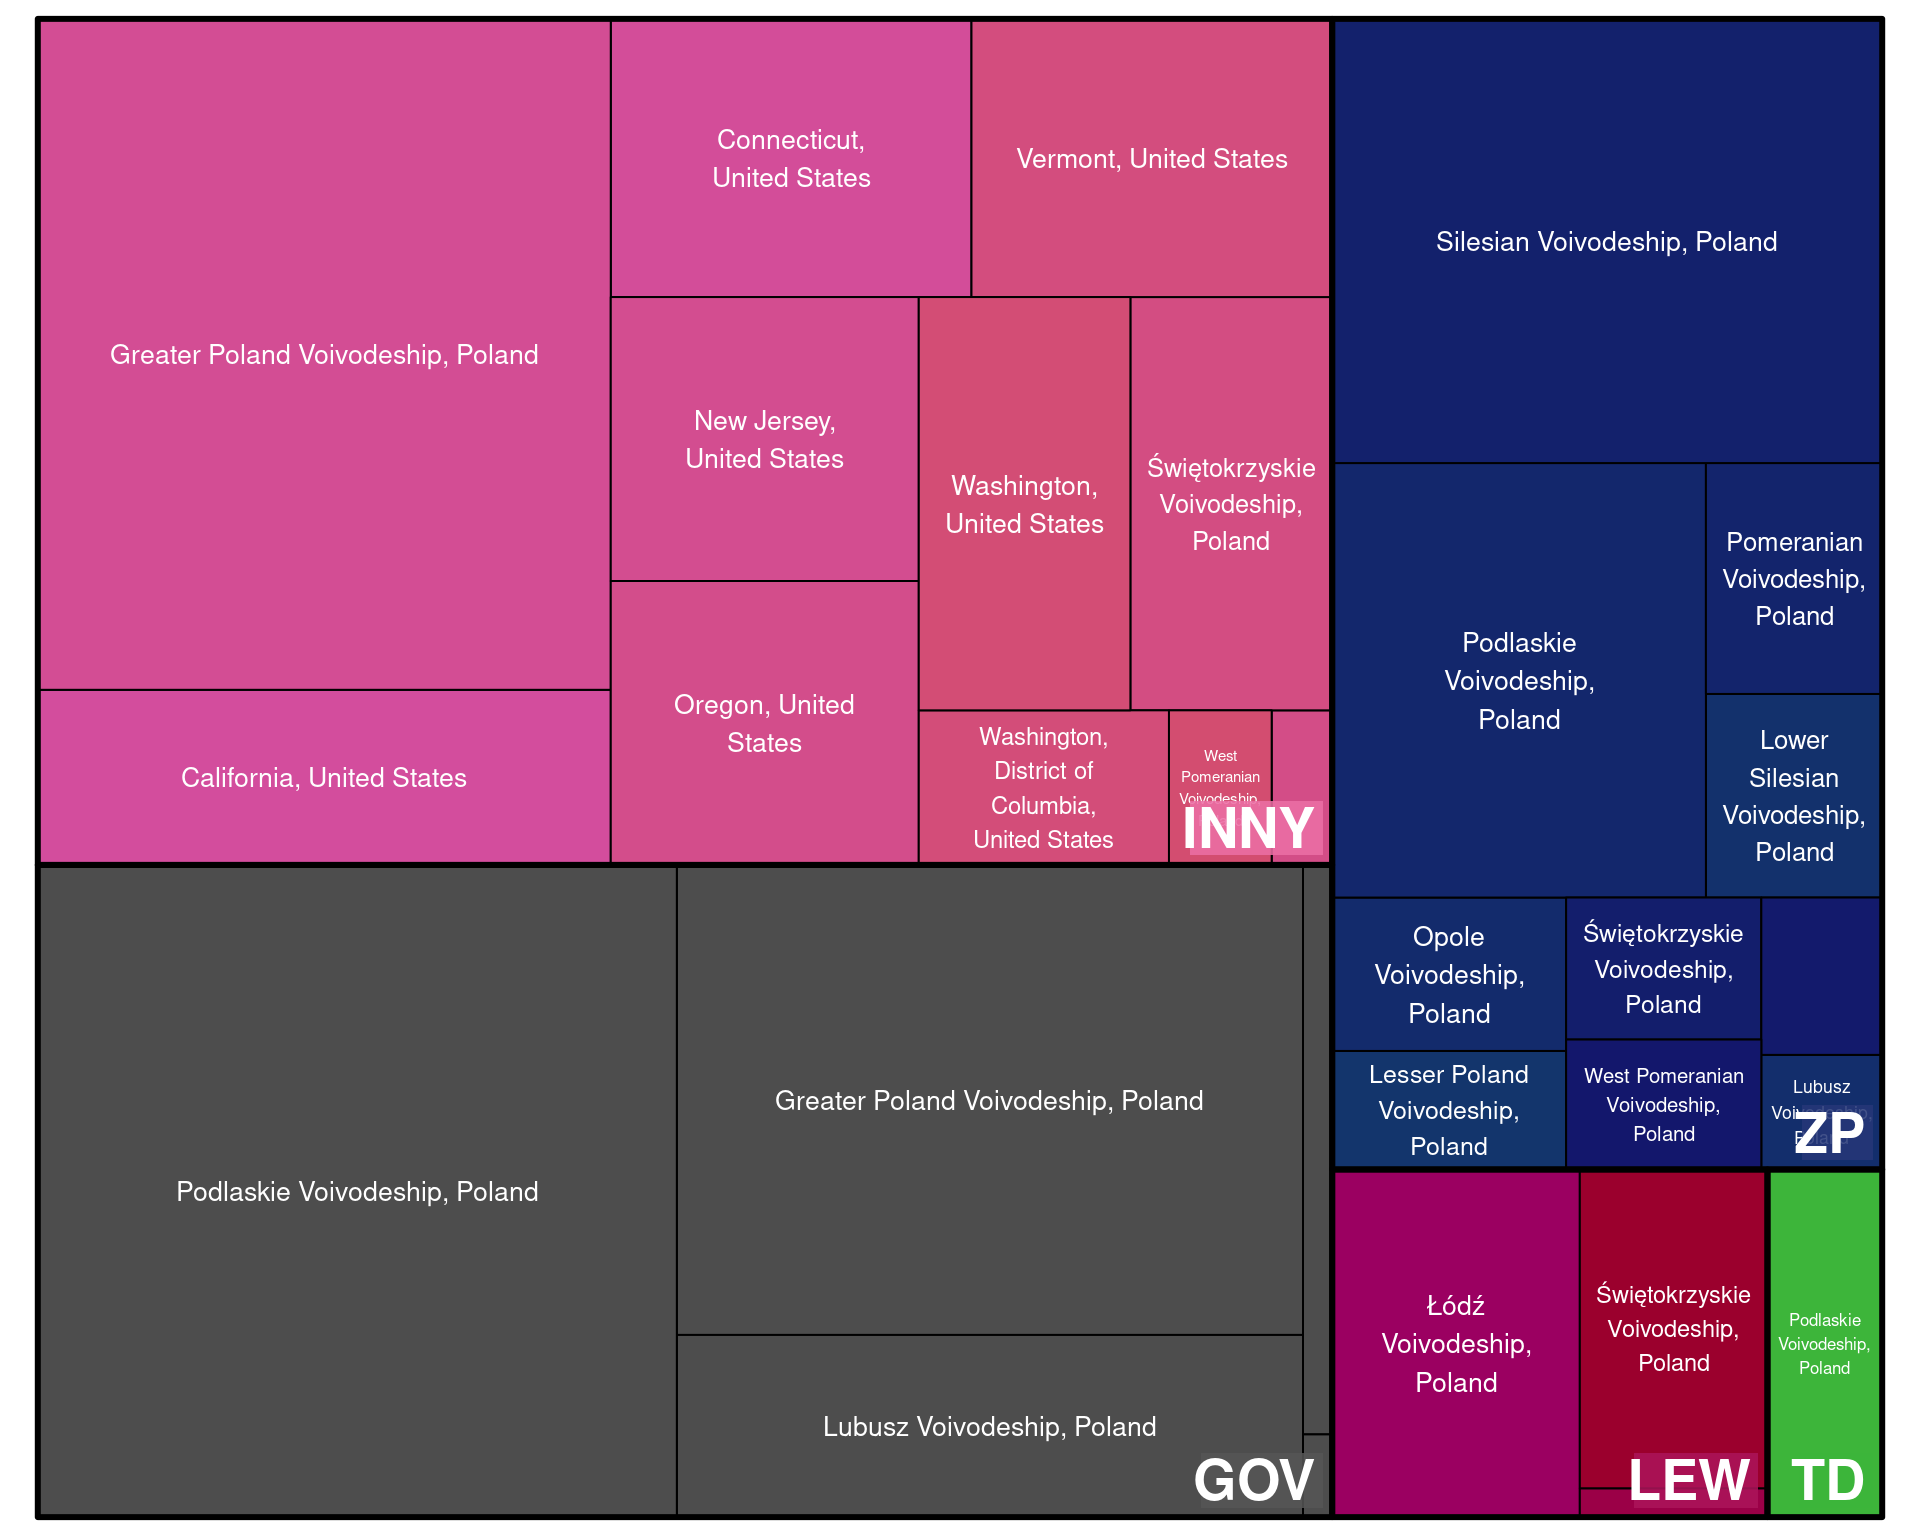 Greater Poland Voivodeship, Poland
California, United States
Connecticut,
United States
Vermont, United States
New Jersey,
United States
Oregon, United
States
Washington,
United States
Świętokrzyskie
Voivodeship,
Poland
Washington,
District of
Columbia,
United States
West
Pomeranian
Voivodeship,
INNY
Podlaskie Voivodeship, Poland
Greater Poland Voivodeship, Poland
Lubusz Voivodeship, Poland
GOV
Silesian Voivodeship, Poland
Podlaskie
Voivodeship,
Poland
Pomeranian
Voivodeship,
Poland
Lower
Silesian
Voivodeship,
Poland
Opole
Voivodeship,
Poland
Lesser Poland
Voivodeship,
Poland
Świętokrzyskie
Voivodeship,
Poland
West Pomeranian
Voivodeship,
Poland
Lubusz
Voivodeship,
Poland
ZP
Łódź
Voivodeship,
Poland
Świętokrzyskie
Voivodeship,
Poland
LEW
Podlaskie
Voivodeship,
Poland
TD